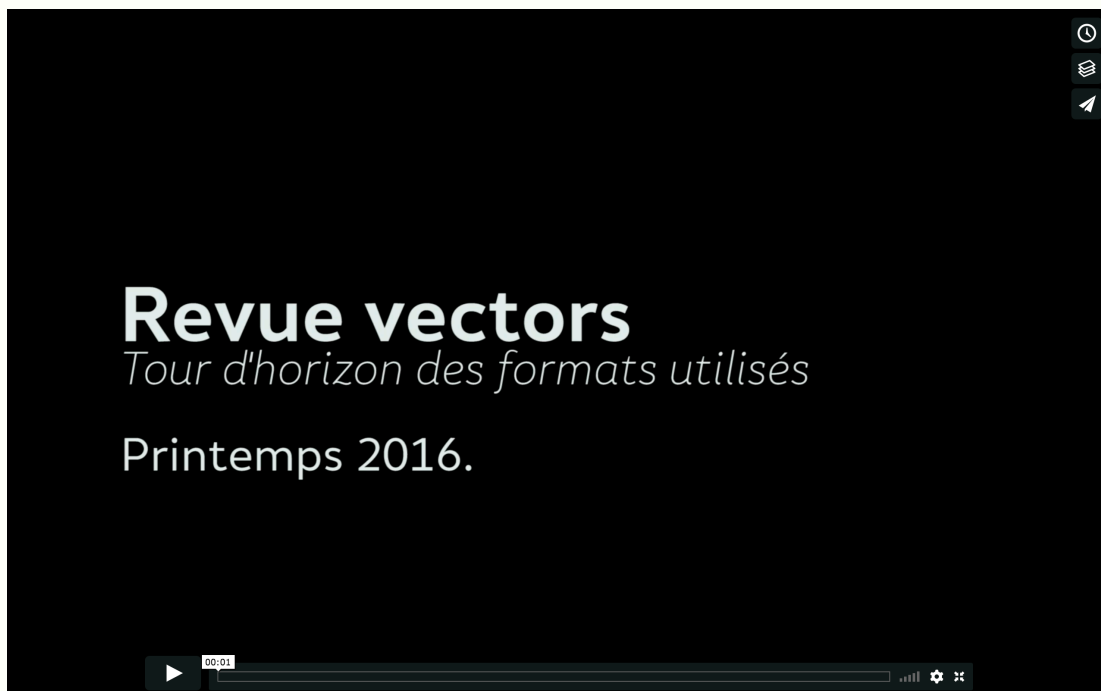 Revue vectors
Tour d'horizon des formats utilisés
Printemps 2016.
00:01